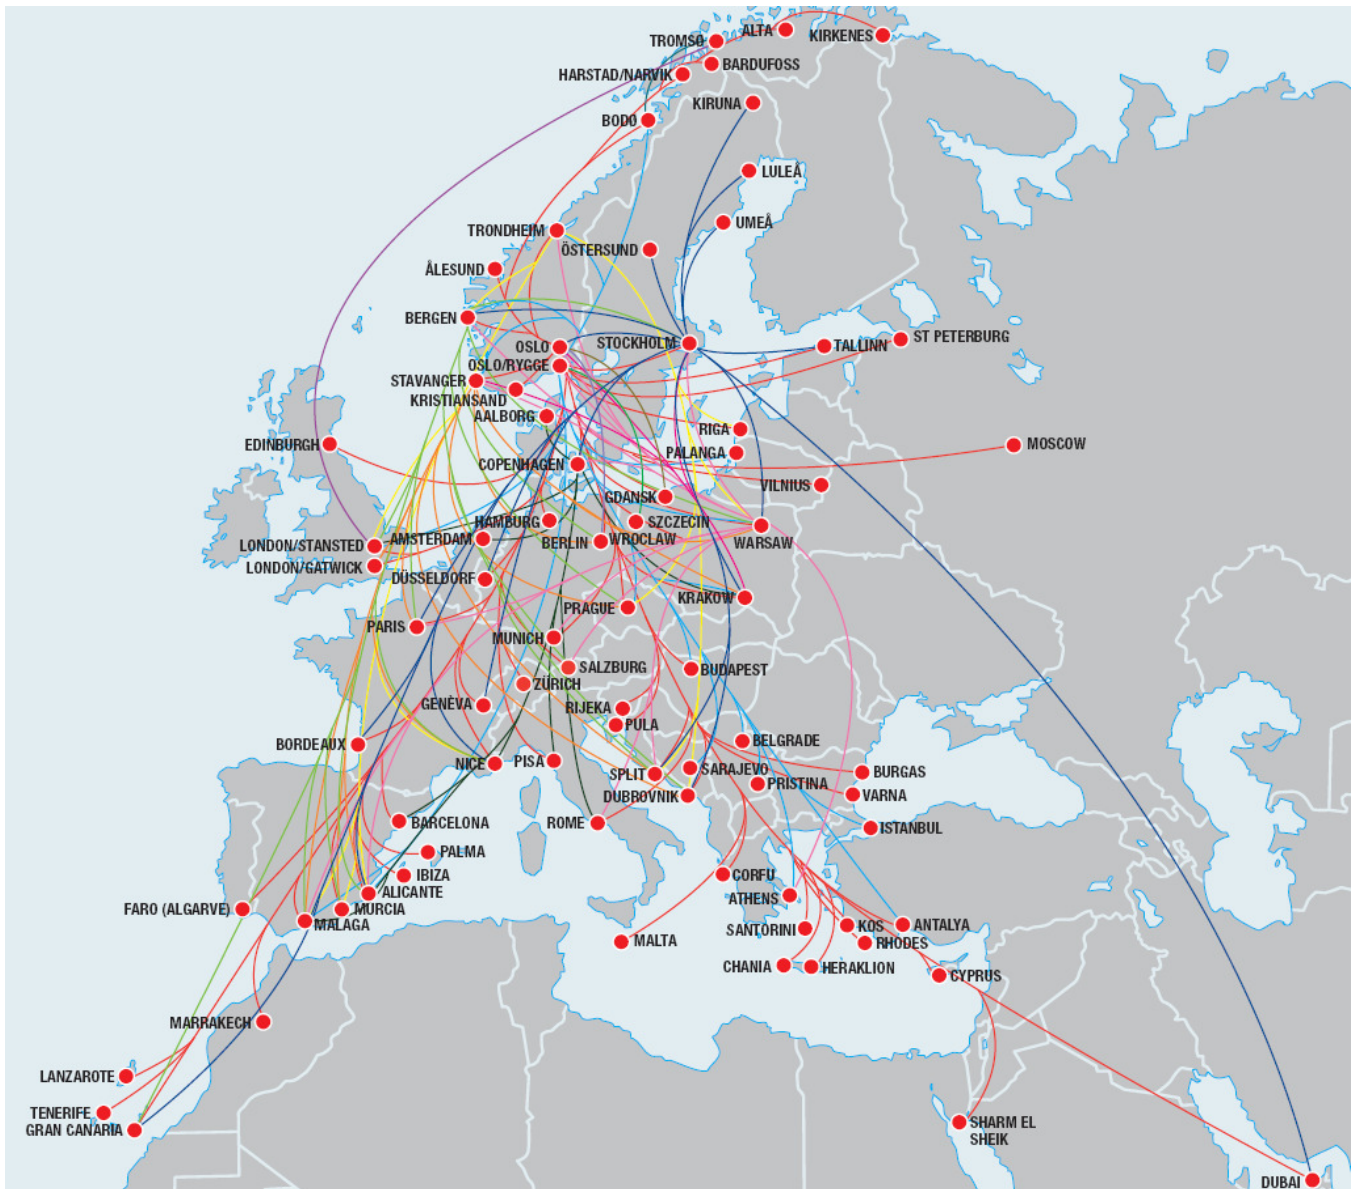 TROMSØ
ALTA
KIRKENES
BARDUFOSS
HARSTAD/NARVIK
KIRUNA
BODØ
LULEÅ
UMEÅ
TRONDHEIM
ÖSTERSUND
ÅLESUND
BERGEN
OSLO
STOCKHOLM
TALLINN
ST PETERBURG
OSLO/RYGGE
STAVANGER
KRISTIANSAND
AALBORG
RIGA
EDINBURGH
MOSCOW
PALANGA
COPENHAGEN
VILNIUS
GDANSK
HAMBURG
SZCZECIN
AMSTERDAM
BERLIN
WROCLAW
WARSAW
LONDON/STANSTED
LONDON/GATWICK
DÜSSELDORF
KRAKOW
PRAGUE
PARIS
MUNICH
SALZBURG
BUDAPEST
ZÜRICH
GENÈVA
RIJEKA
PULA
BORDEAUX
BELGRADE
NICE
PISA
SPLIT
SARAJEVO
BURGAS
PRISTINA
DUBROVNIK
VARNA
BARCELONA
ROME
ISTANBUL
PALMA
IBIZA
CORFU
ALICANTE
ATHENS
FARO (ALGARVE)
MURCIA
MALAGA
SANTORINI
KOS
ANTALYA
MALTA
RHODES
CHANIA
HERAKLION
CYPRUS
MARRAKECH
LANZAROTE
TENERIFE
GRAN CANARIA
SHARM EL
SHEIK
DUBAI